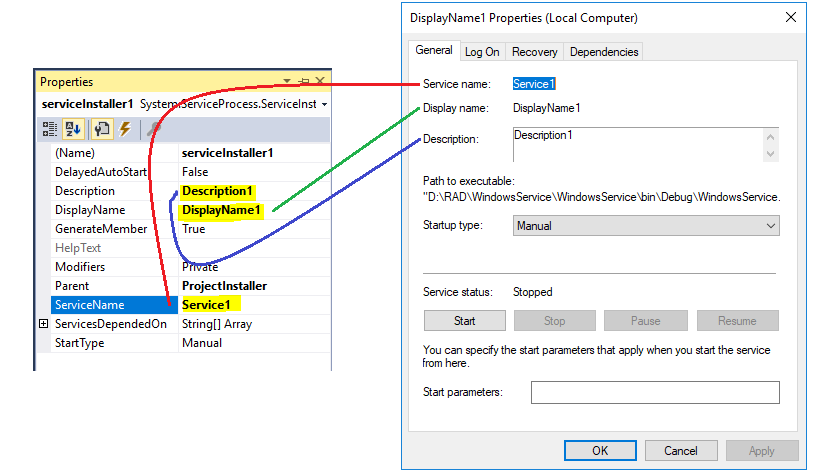 Properties
serviceInstaller1 System.ServiceProcess.ServiceInst
(Name) serviceInstaller1
DelayedAutoStart False
Description Description1
DisplayName DisplayName1
GenerateMember True
HelpText
Modifiers Private
Parent ProjectInstaller
ServiceName Service1
ServicesDependedOn String[] Array
StartType Manual
DisplayName1 Properties (Local Computer)
General Log On Recovery Dependencies
Service name: Service1
Display name: DisplayName1
Description: Description1
Path to executable:
"D:\RAD\WindowsService\WindowsService\bin\Debug\WindowsService.
Startup type: Manual
Service status: Stopped
Start Stop Pause Resume
You can specify the start parameters that apply when you start the service
from here.
Start parameters:
OK Cancel Apply